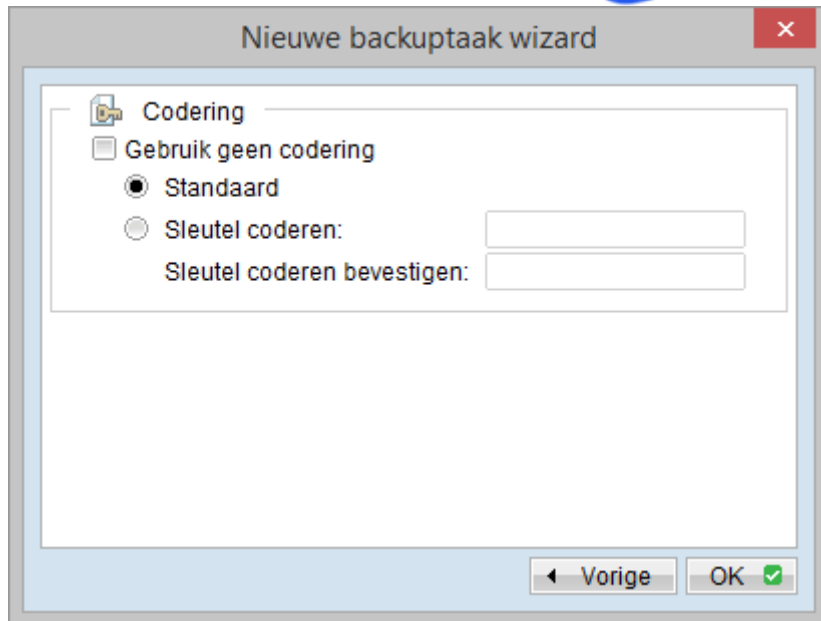 Nieuwe backuptaak wizard
Codering
Gebruik geen codering
Standaard
Sleutel coderen:
Sleutel coderen bevestigen:
Vorige
OK